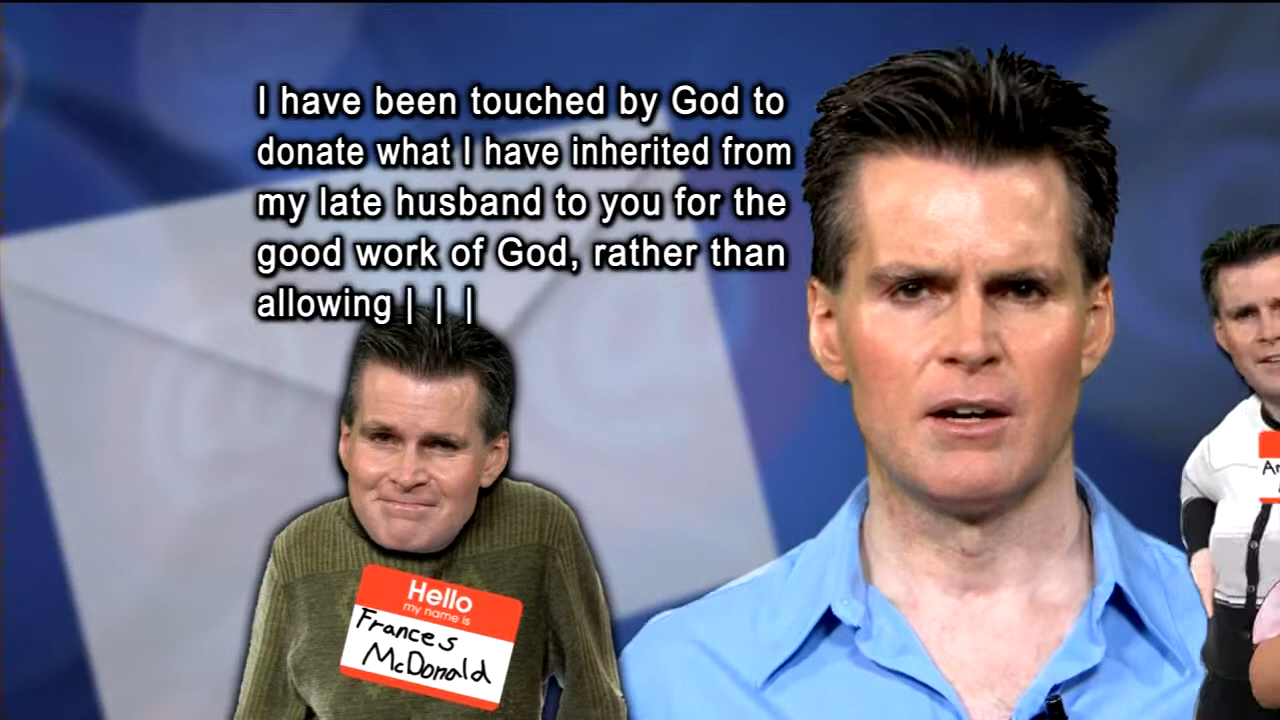 I have been touched by God to
donate what I have inherited from
my late husband to you for the
good work of God, rather than
allowing | | |
Hello
my name is
Frances
McDonald